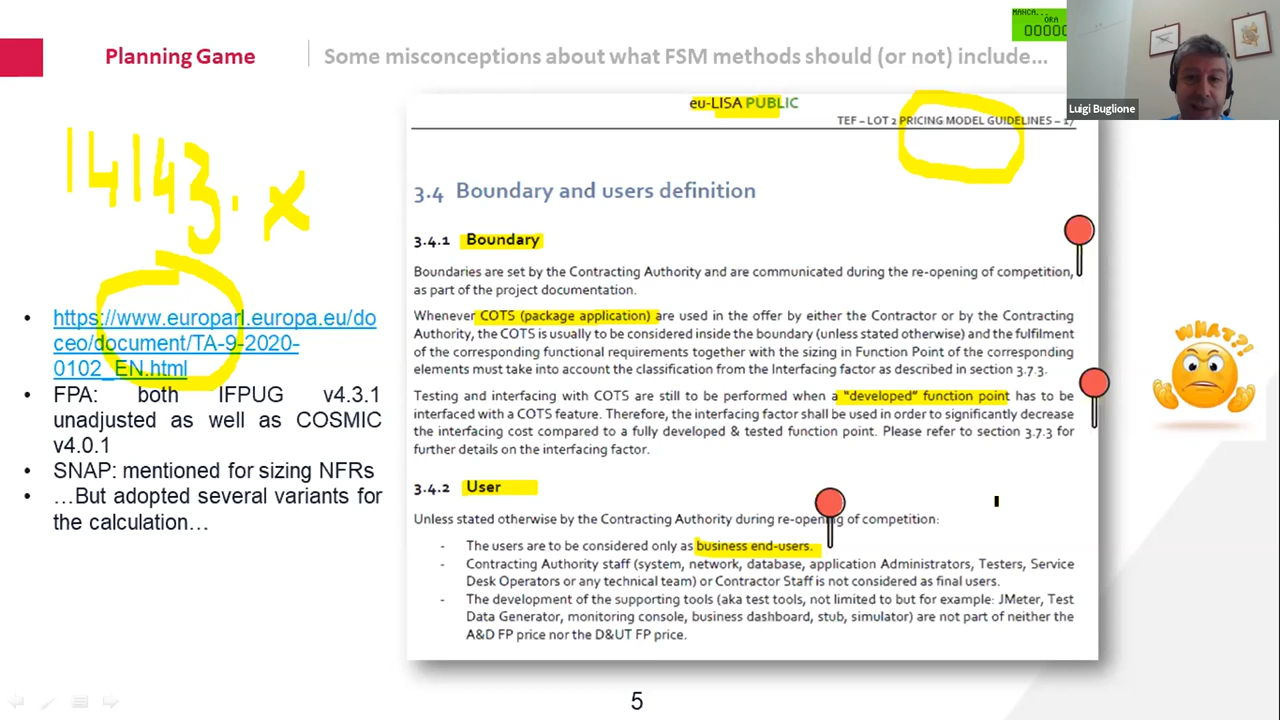 MANCA...
ORA
Planning Game
Some misconceptions about what FSM methods should (or not) include...
Luigi Buglione
eu-LISA PUBLIC
TEF – LOT 2 PRICING MODEL GUIDELINES – 17
14143. x
3.4 Boundary and users definition
3.4.1 Boundary
Boundaries are set by the Contracting Authority and are communicated during the re-opening of competition,
as part of the project documentation.
Whenever COTS (package application) are used in the offer by either the Contractor or by the Contracting
Authority, the COTS is usually to be considered inside the boundary (unless stated otherwise) and the fulfilment
of the corresponding functional requirements together with the sizing in Function Point of the corresponding
elements must take into account the classification from the Interfacing factor as described in section 3.7.3.
Testing and interfacing with COTS are still to be performed when a “developed” function point has to be
interfaced with a COTS feature. Therefore, the interfacing factor shall be used in order to significantly decrease
the interfacing cost compared to a fully developed & tested function point. Please refer to section 3.7.3 for
further details on the interfacing factor.
3.4.2 User
Unless stated otherwise by the Contracting Authority during re-opening of competition:
- The users are to be considered only as business end-users.
- Contracting Authority staff (system, network, database, application Administrators, Testers, Service
Desk Operators or any technical team) or Contractor Staff is not considered as final users.
- The development of the supporting tools (aka test tools, not limited to but for example: JMeter, Test
Data Generator, monitoring console, business dashboard, stub, simulator) are not part of neither the
A&D FP price nor the D&UT FP price.
• https://www.europarl.europa.eu/do
ceo/document/TA-9-2020-
0102_EN.html
• FPA: both IFPUG v4.3.1
unadjusted as well as COSMIC
v4.0.1
• SNAP: mentioned for sizing NFRs
• …But adopted several variants for
the calculation…
WHAT?!
5